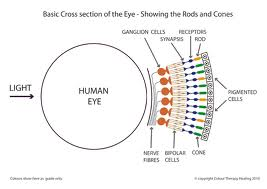 Basic Cross section of the Eye - Showing the Rods and Cones
GANGLION CELLS
RECEPTORS
SYNAPSIS
ROD
LIGHT
HUMAN
EYE
PIGMENTED
CELLS
NERVE
FIBRES
BIPOLAR
CELLS
CONE
Colours show here as guide only
© copyright Colour Therapy Healing 2010